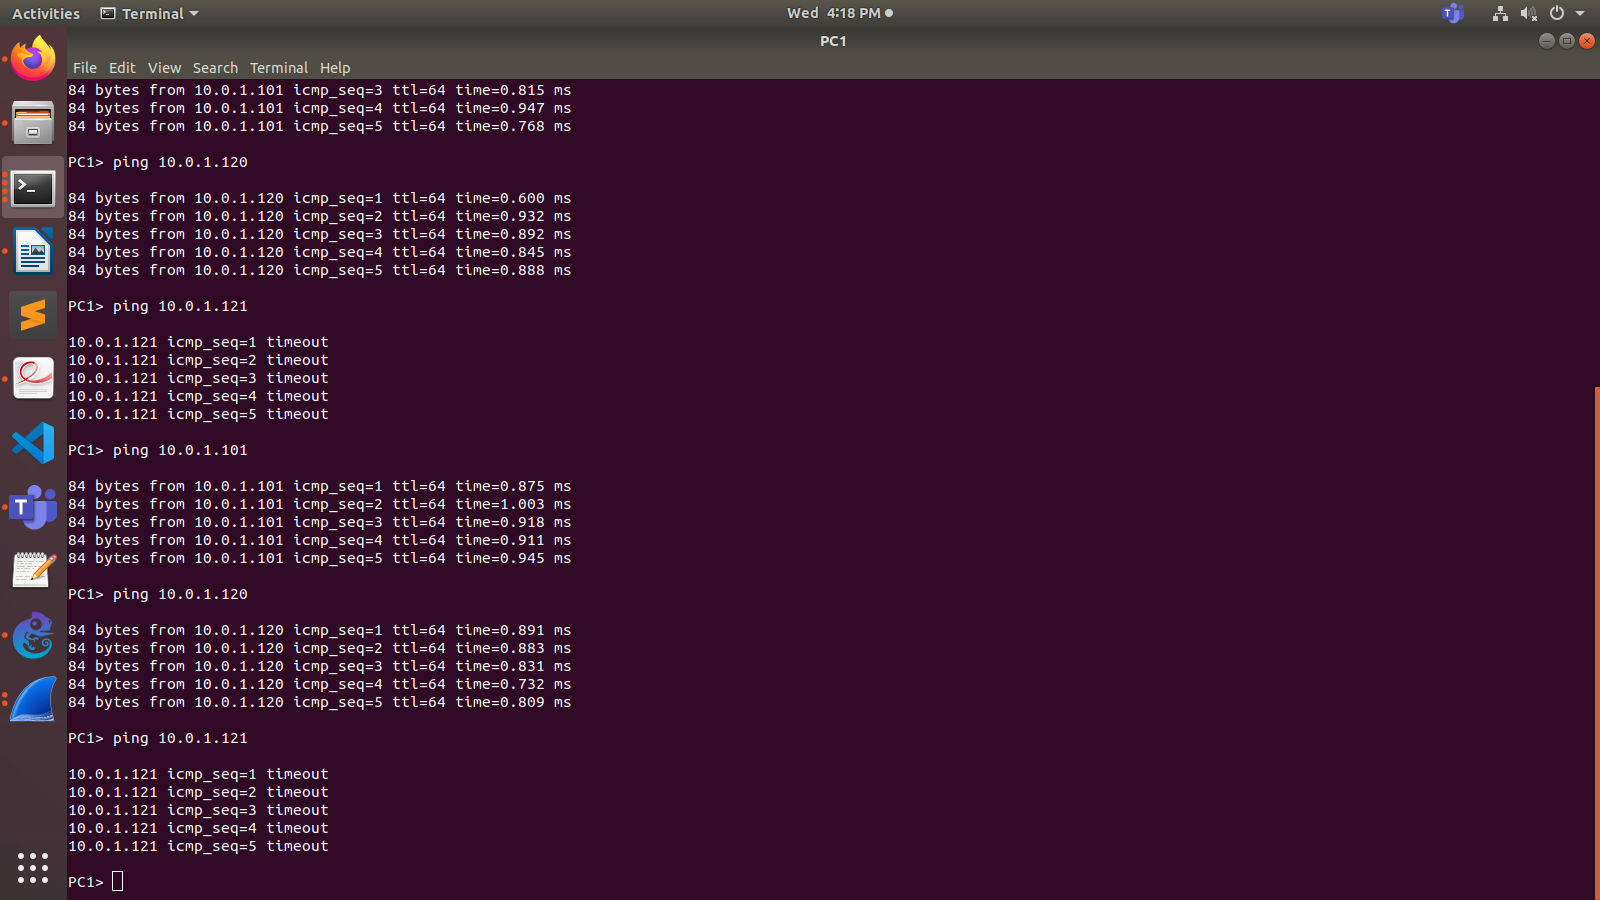 Activities Terminal Wed 4:18 PM
PC1
File Edit View Search Terminal Help
84 bytes from 10.0.1.101 icmp_seq=3 ttl=64 time=0.815 ms
84 bytes from 10.0.1.101 icmp_seq=4 ttl=64 time=0.947 ms
84 bytes from 10.0.1.101 icmp_seq=5 ttl=64 time=0.768 ms
PC1> ping 10.0.1.120
84 bytes from 10.0.1.120 icmp_seq=1 ttl=64 time=0.600 ms
84 bytes from 10.0.1.120 icmp_seq=2 ttl=64 time=0.932 ms
84 bytes from 10.0.1.120 icmp_seq=3 ttl=64 time=0.892 ms
84 bytes from 10.0.1.120 icmp_seq=4 ttl=64 time=0.845 ms
84 bytes from 10.0.1.120 icmp_seq=5 ttl=64 time=0.888 ms
PC1> ping 10.0.1.121
10.0.1.121 icmp_seq=1 timeout
10.0.1.121 icmp_seq=2 timeout
10.0.1.121 icmp_seq=3 timeout
10.0.1.121 icmp_seq=4 timeout
10.0.1.121 icmp_seq=5 timeout
PC1> ping 10.0.1.101
84 bytes from 10.0.1.101 icmp_seq=1 ttl=64 time=0.875 ms
84 bytes from 10.0.1.101 icmp_seq=2 ttl=64 time=1.003 ms
84 bytes from 10.0.1.101 icmp_seq=3 ttl=64 time=0.918 ms
84 bytes from 10.0.1.101 icmp_seq=4 ttl=64 time=0.911 ms
84 bytes from 10.0.1.101 icmp_seq=5 ttl=64 time=0.945 ms
PC1> ping 10.0.1.120
84 bytes from 10.0.1.120 icmp_seq=1 ttl=64 time=0.891 ms
84 bytes from 10.0.1.120 icmp_seq=2 ttl=64 time=0.883 ms
84 bytes from 10.0.1.120 icmp_seq=3 ttl=64 time=0.831 ms
84 bytes from 10.0.1.120 icmp_seq=4 ttl=64 time=0.732 ms
84 bytes from 10.0.1.120 icmp_seq=5 ttl=64 time=0.809 ms
PC1> ping 10.0.1.121
10.0.1.121 icmp_seq=1 timeout
10.0.1.121 icmp_seq=2 timeout
10.0.1.121 icmp_seq=3 timeout
10.0.1.121 icmp_seq=4 timeout
10.0.1.121 icmp_seq=5 timeout
PC1>